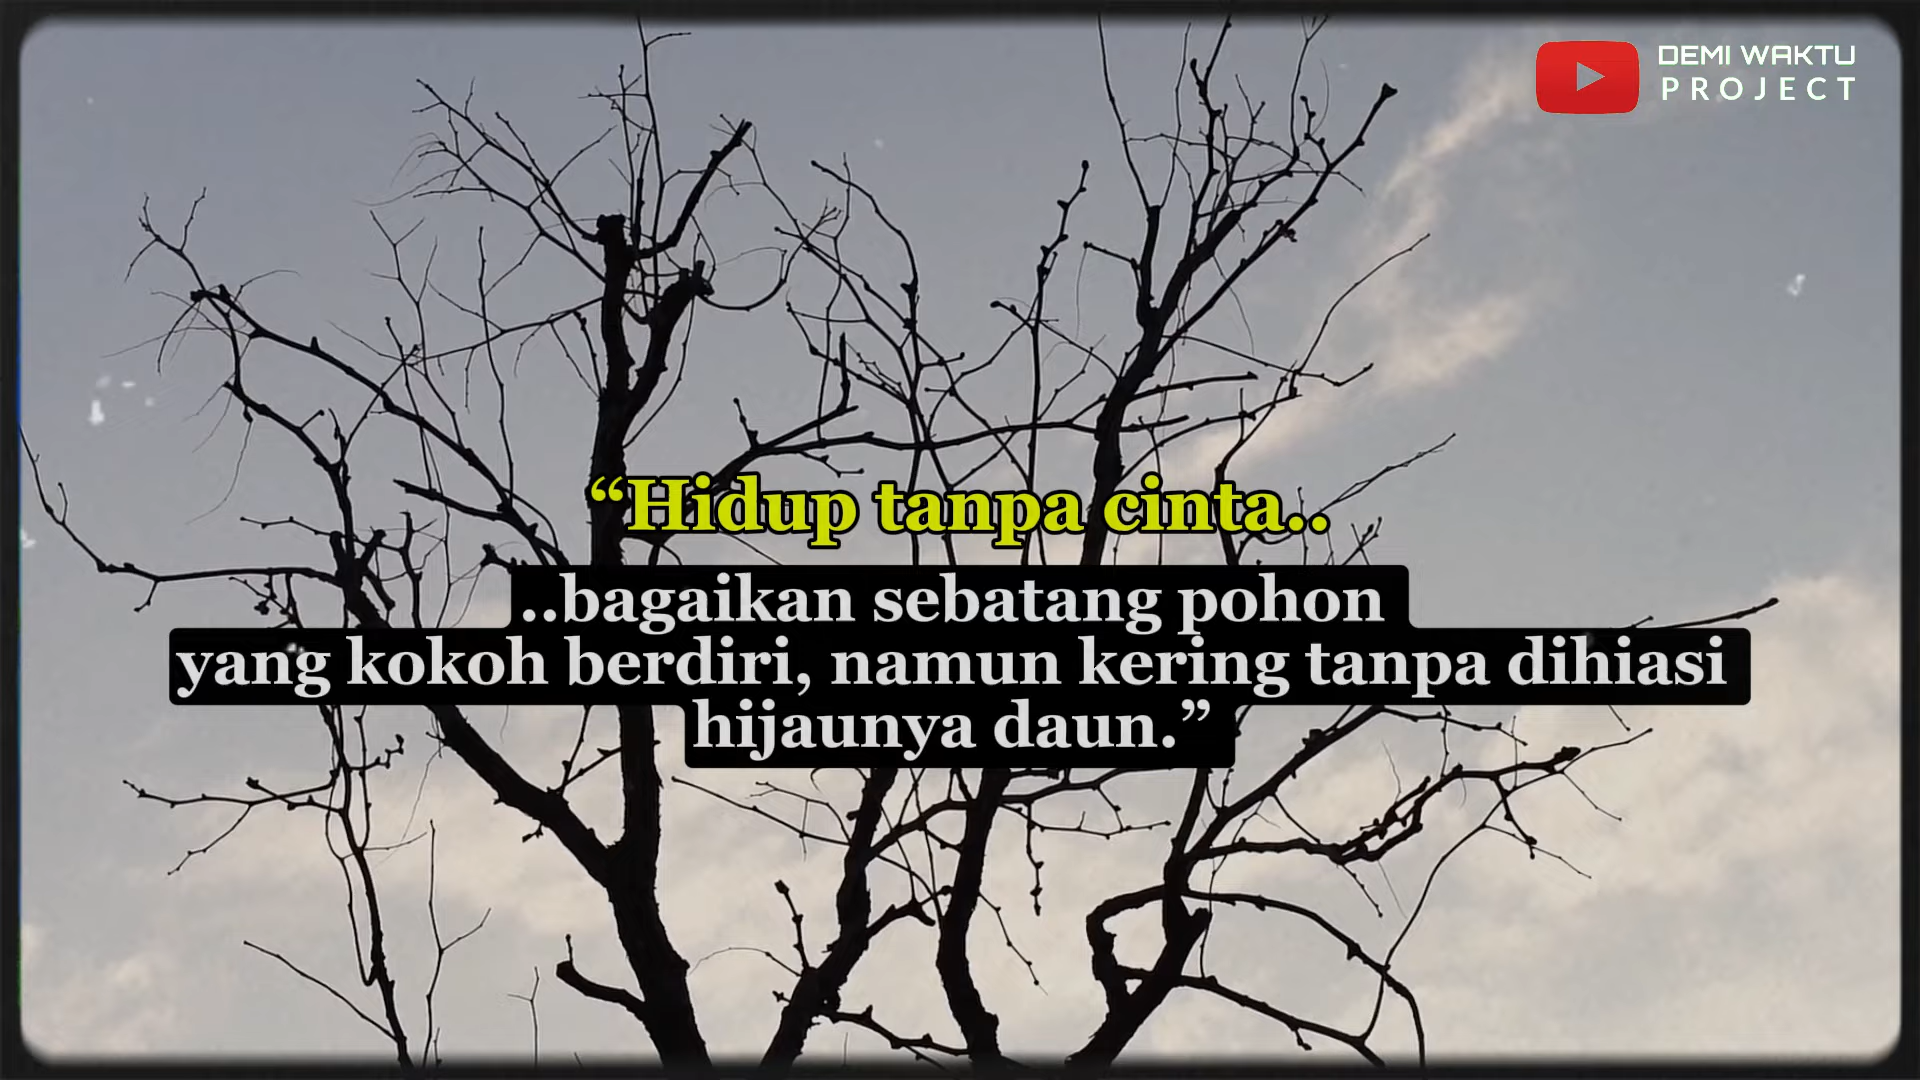 DEMI WAKTU
PROJECT
“Hidup tanpa cinta..
..bagaikan sebatang pohon
yang kokoh berdiri, namun kering tanpa dihiasi
hijaunya daun.”